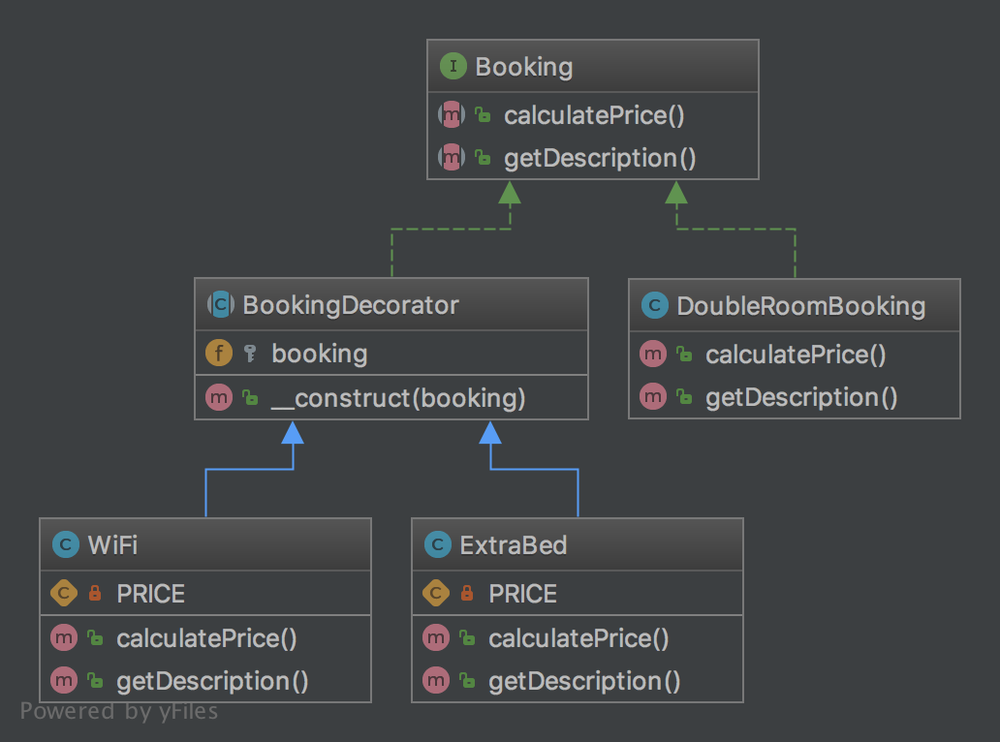 I Booking
m calculatePrice()
m getDescription()
C BookingDecorator
f booking
m __construct(booking)
C DoubleRoomBooking
m calculatePrice()
m getDescription()
C WiFi
C PRICE
m calculatePrice()
m getDescription()
C ExtraBed
C PRICE
m calculatePrice()
m getDescription()
Powered by yFiles